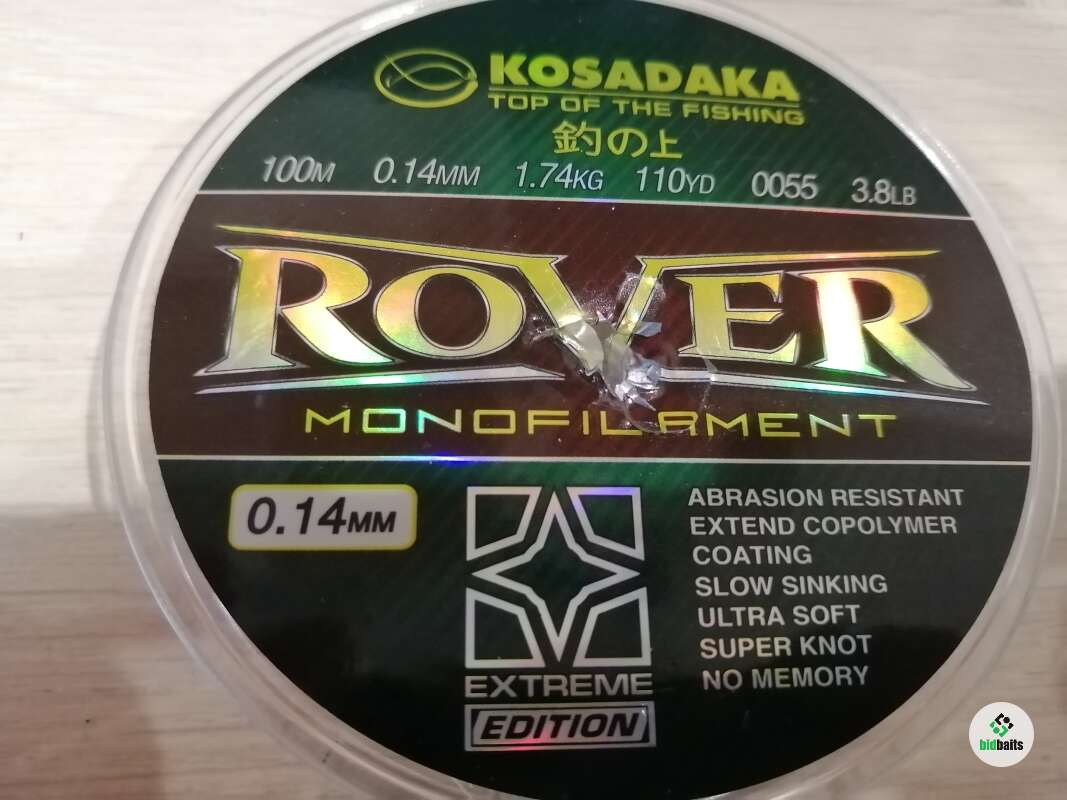 KOSADAKA
TOP OF THE FISHING
釣の上
100M 0.14MM 1.74KG 110YD 0055 3.8LB
ROVER
MONOFILAMENT
0.14MM
ABRASION RESISTANT
EXTEND COPOLYMER
COATING
SLOW SINKING
ULTRA SOFT
SUPER KNOT
NO MEMORY
EXTREME
EDITION
bidbaits